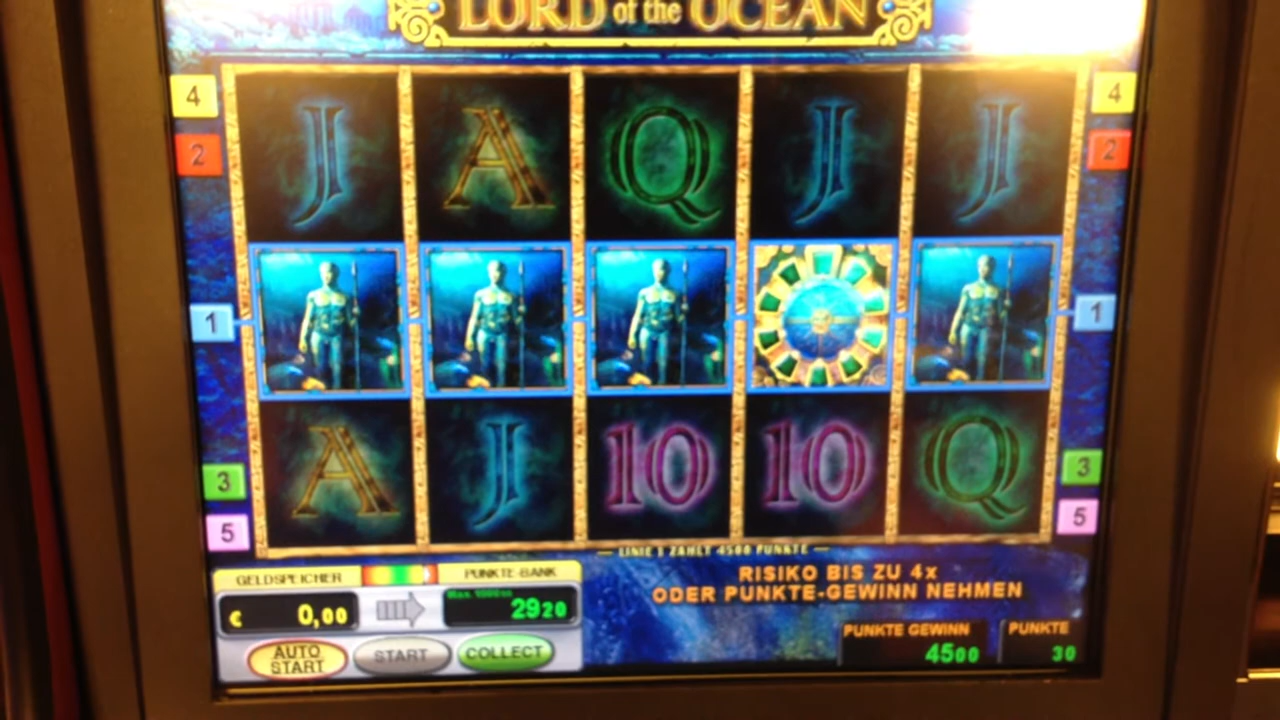 LORD of the OCEAN
4 4
2 2
J A Q J J
1 1
A J 10 10 Q
3 3
5 5
LINIE 1 ZAHLT 4500 PUNKTE
GELDSPEICHER PUNKTE-BANK
RISIKO BIS ZU 4x
ODER PUNKTE-GEWINN NEHMEN
€ 0,00 2920
PUNKTE GEWINN PUNKTE
4500 30
AUTO START START COLLECT